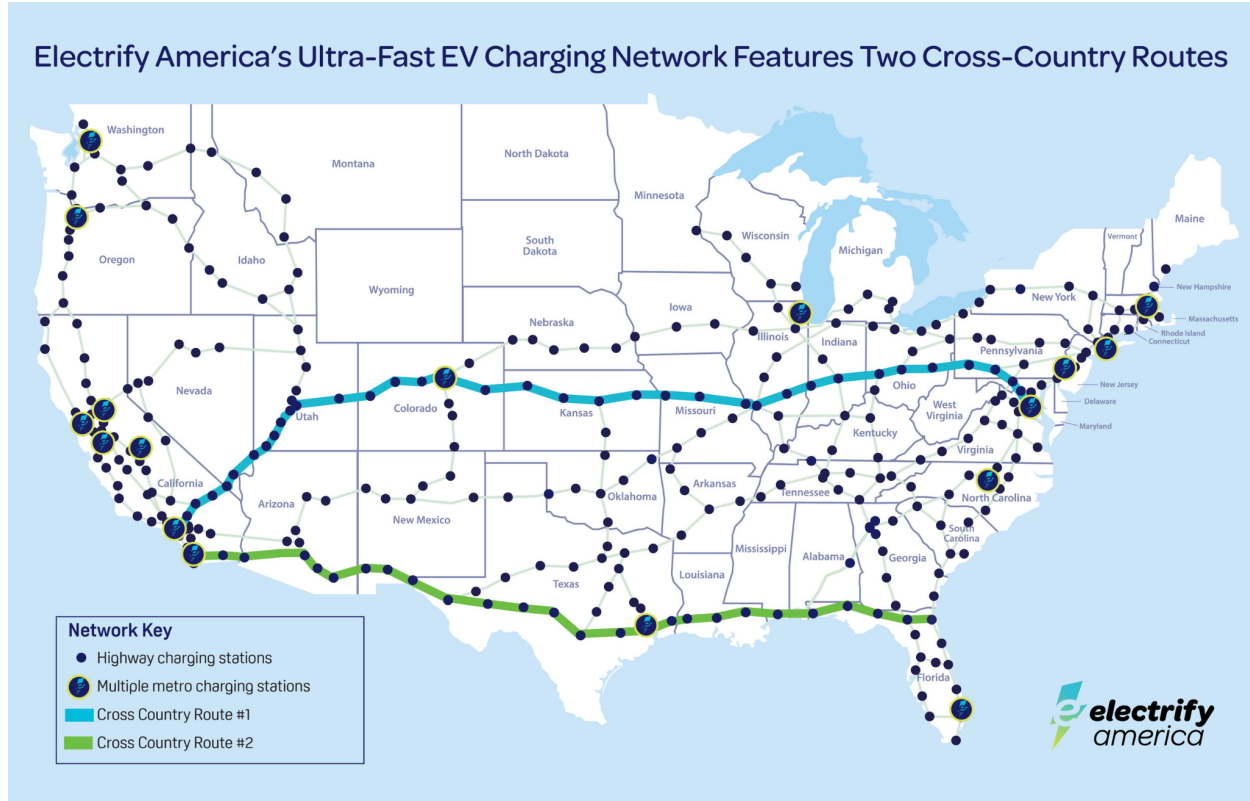 Electrify America's Ultra-Fast EV Charging Network Features Two Cross-Country Routes
Washington
Montana
North Dakota
Minnesota
Maine
Vermont
Oregon
Idaho
South Dakota
Wisconsin
Michigan
New Hampshire
Wyoming
New York
Massachusetts
Iowa
Nebraska
Rhode Island
Connecticut
Illinois
Indiana
Pennsylvania
Nevada
Ohio
New Jersey
Utah
Colorado
Kansas
Missouri
West Virginia
Delaware
Maryland
Kentucky
Virginia
California
Arizona
New Mexico
Oklahoma
Arkansas
Tennessee
North Carolina
South Carolina
Mississippi
Alabama
Georgia
Texas
Louisiana
Florida
Network Key
Highway charging stations
Multiple metro charging stations
Cross Country Route #1
Cross Country Route #2
electrify
america